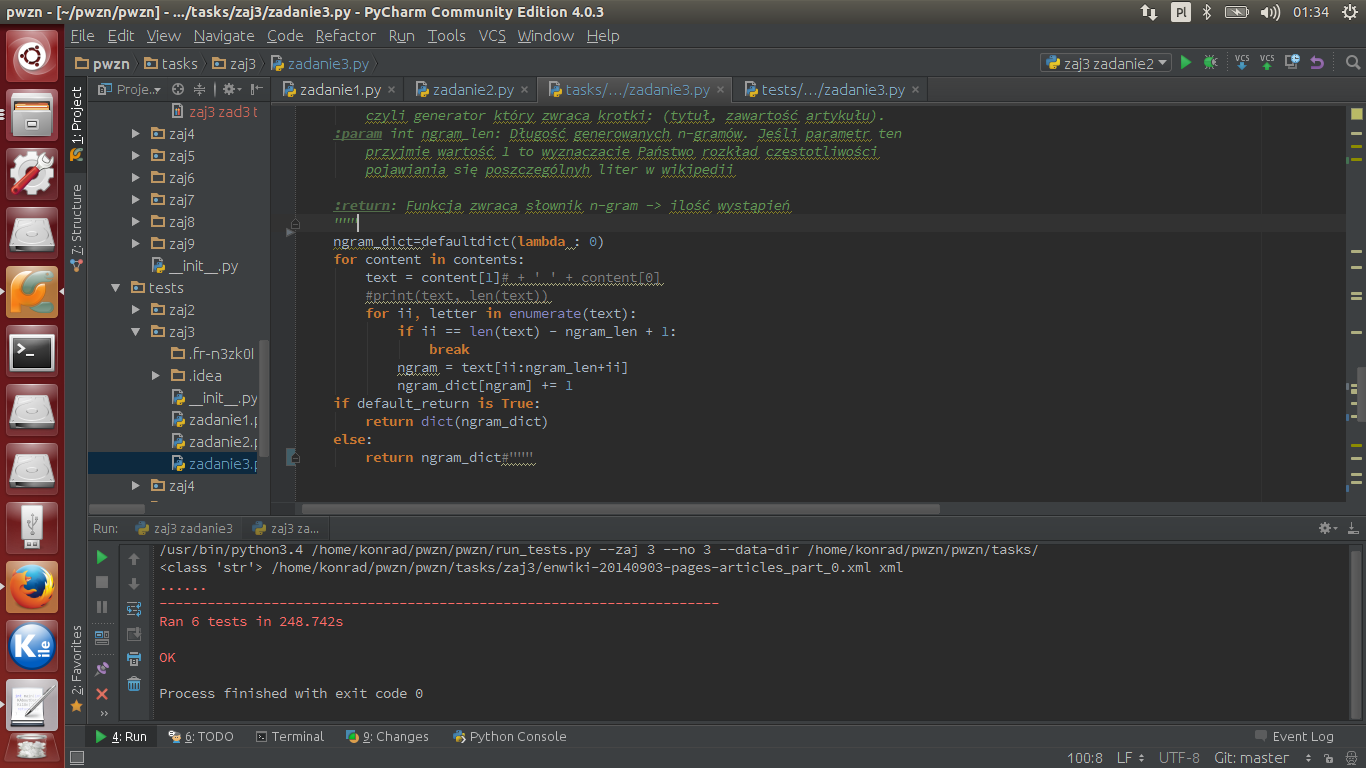 pwzn - [~/pwzn/pwzn] - .../tasks/zaj3/zadanie3.py - PyCharm Community Edition 4.0.3
Pl
01:34
File Edit View Navigate Code Refactor Run Tools VCS Window Help
pwzn tasks zaj3 zadanie3.py
zaj3 zadanie2
VCS VCS
Proje..
zadanie1.py zadanie2.py tasks/.../zadanie3.py tests/.../zadanie3.py
1: Project
7: Structure
2: Favorites
zaj3 zad3 t
zaj4
zaj5
zaj6
zaj7
zaj8
zaj9
__init__.py
tests
zaj2
zaj3
.fr-n3zk0l
.idea
__init__.py
zadanie1.p
zadanie2.p
zadanie3.p
zaj4
czyli generator który zwraca krotki: (tytuł, zawartość artykułu).
:param int ngram_len: Długość generowanych n-gramów. Jeśli parametr ten
przyjmie wartość 1 to wyznaczacie Państwo rozkład częstotliwości
pojawiania się poszczególnyh liter w wikipedii
:return: Funkcja zwraca słownik n-gram -> ilość wystąpień
"""
ngram_dict=defaultdict(lambda : 0)
for content in contents:
text = content[1]# + ' ' + content[0]
#print(text, len(text))
for ii, letter in enumerate(text):
if ii == len(text) - ngram_len + 1:
break
ngram = text[ii:ngram_len+ii]
ngram_dict[ngram] += 1
if default_return is True:
return dict(ngram_dict)
else:
return ngram_dict#"""
Run: zaj3 zadanie3 zaj3 za...
/usr/bin/python3.4 /home/konrad/pwzn/pwzn/run_tests.py --zaj 3 --no 3 --data-dir /home/konrad/pwzn/pwzn/tasks/
<class 'str'> /home/konrad/pwzn/pwzn/tasks/zaj3/enwiki-20140903-pages-articles_part_0.xml xml
......
----------------------------------------------------------------------
Ran 6 tests in 248.742s
OK
Process finished with exit code 0
4: Run 6: TODO Terminal 9: Changes Python Console Event Log
100:8 LF UTF-8 Git: master